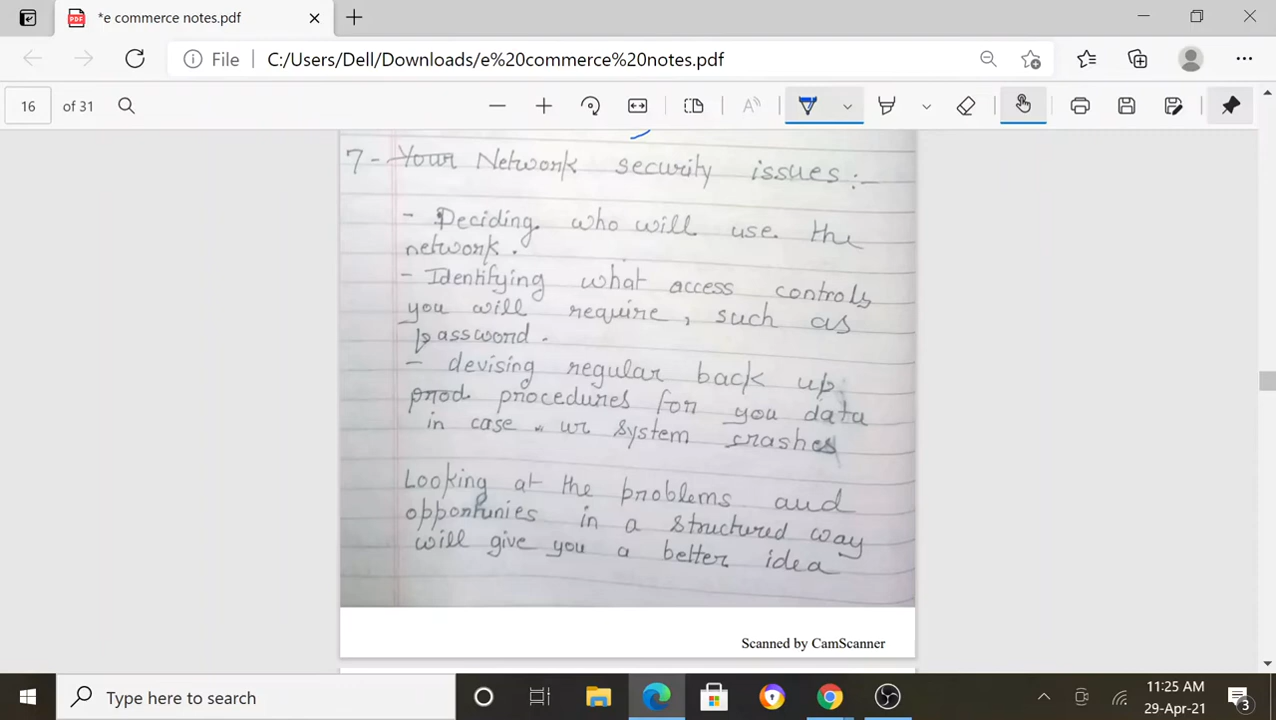 *e commerce notes.pdf
File C:/Users/Dell/Downloads/e%20commerce%20notes.pdf
16 of 31
7- Your Network security issues :-
- Deciding who will use the
network.
- Identifying what access controls
you will require, such as
password.
- devising regular back up
prod procedures for you data
in case ur system crashes
Looking at the problems and
opportunies in a structured way
will give you a better idea
Scanned by CamScanner
Type here to search
11:25 AM
29-Apr-21
3